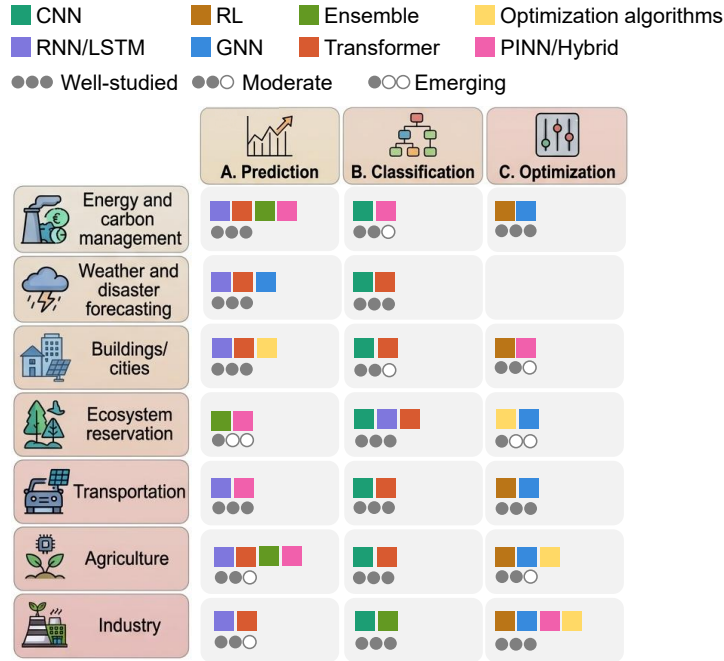 CNN
RL
Ensemble
Optimization algorithms
RNN/LSTM
GNN
Transformer
PINN/Hybrid
Well-studied
Moderate
Emerging
A. Prediction
B. Classification
C. Optimization
Energy and
carbon
management
Weather and
disaster
forecasting
Buildings/
cities
Ecosystem
reservation
Transportation
Agriculture
Industry